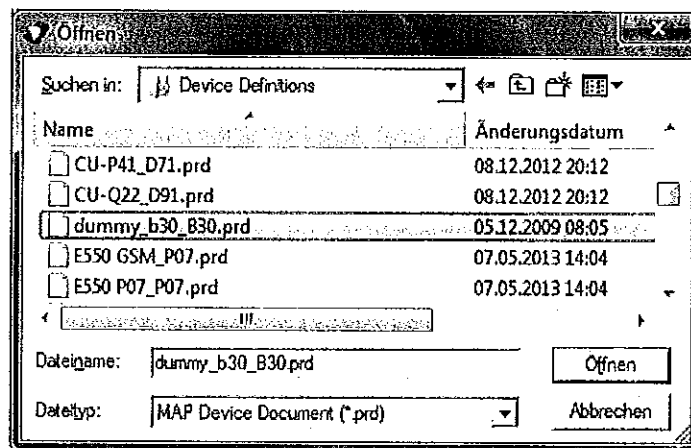 Öffnen
Suchen in: Device Definitions
Name Änderungsdatum
CU-P41_D71.prd 08.12.2012 20:12
CU-Q22_D91.prd 08.12.2012 20:12
dummy_b30_B30.prd 05.12.2009 08:05
E550 GSM_P07.prd 07.05.2013 14:04
E550 P07_P07.prd 07.05.2013 14:04
Dateiname: dummy_b30_B30.prd Öffnen
Dateityp: MAP Device Document (*.prd) Abbrechen